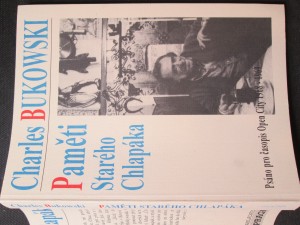 Charles BUKOWSKI
Paměti
Starého
Chlapáka
Psáno pro časopis Open City
Charles Bukowski
PAMĚTI STARÉHO CHLAPÁKA